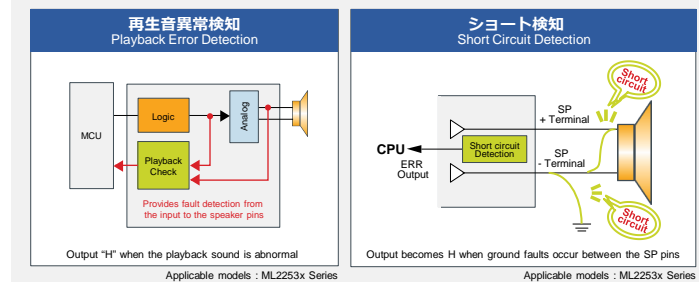 再生音異常検知
Playback Error Detection
MCU
Logic
Analog
Playback
Check
Provides fault detection from
the input to the speaker pins
Output “H” when the playback sound is abnormal
Applicable models : ML2253x Series
ショート検知
Short Circuit Detection
Short
circuit
SP
+ Terminal
CPU
ERR
Output
Short circuit
Detection
SP
- Terminal
Short
circuit
Output becomes H when ground faults occur between the SP pins
Applicable models : ML2253x Series